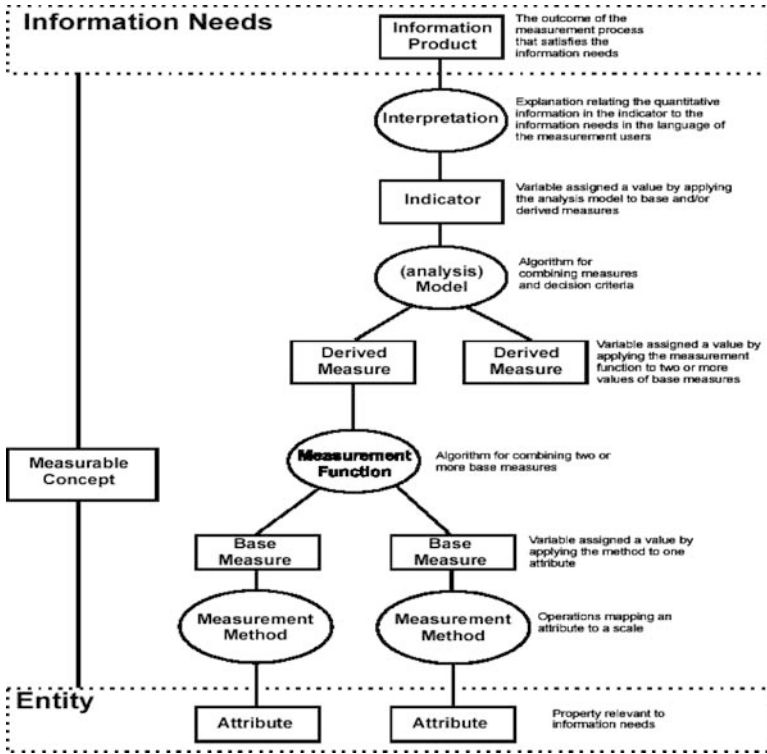 Information Needs
Information
Product
The outcome of the
measurement process
that satisfies the
information needs
Interpretation
Explanation relating the quantitative
information in the indicator to the
information needs in the language of
the measurement users
Indicator
Variable assigned a value by applying
the analysis model to base and/or
derived measures
(analysis)
Model
Algorithm for
combining measures
and decision criteria
Derived
Measure
Derived
Measure
Variable assigned a value by
applying the measurement
function to two or more
values of base measures
Measurable
Concept
Measurement
Function
Algorithm for combining two or
more base measures
Base
Measure
Base
Measure
Variable assigned a value by
applying the method to one
attribute
Measurement
Method
Measurement
Method
Operations mapping an
attribute to a scale
Entity
Attribute
Attribute
Property relevant to
information needs